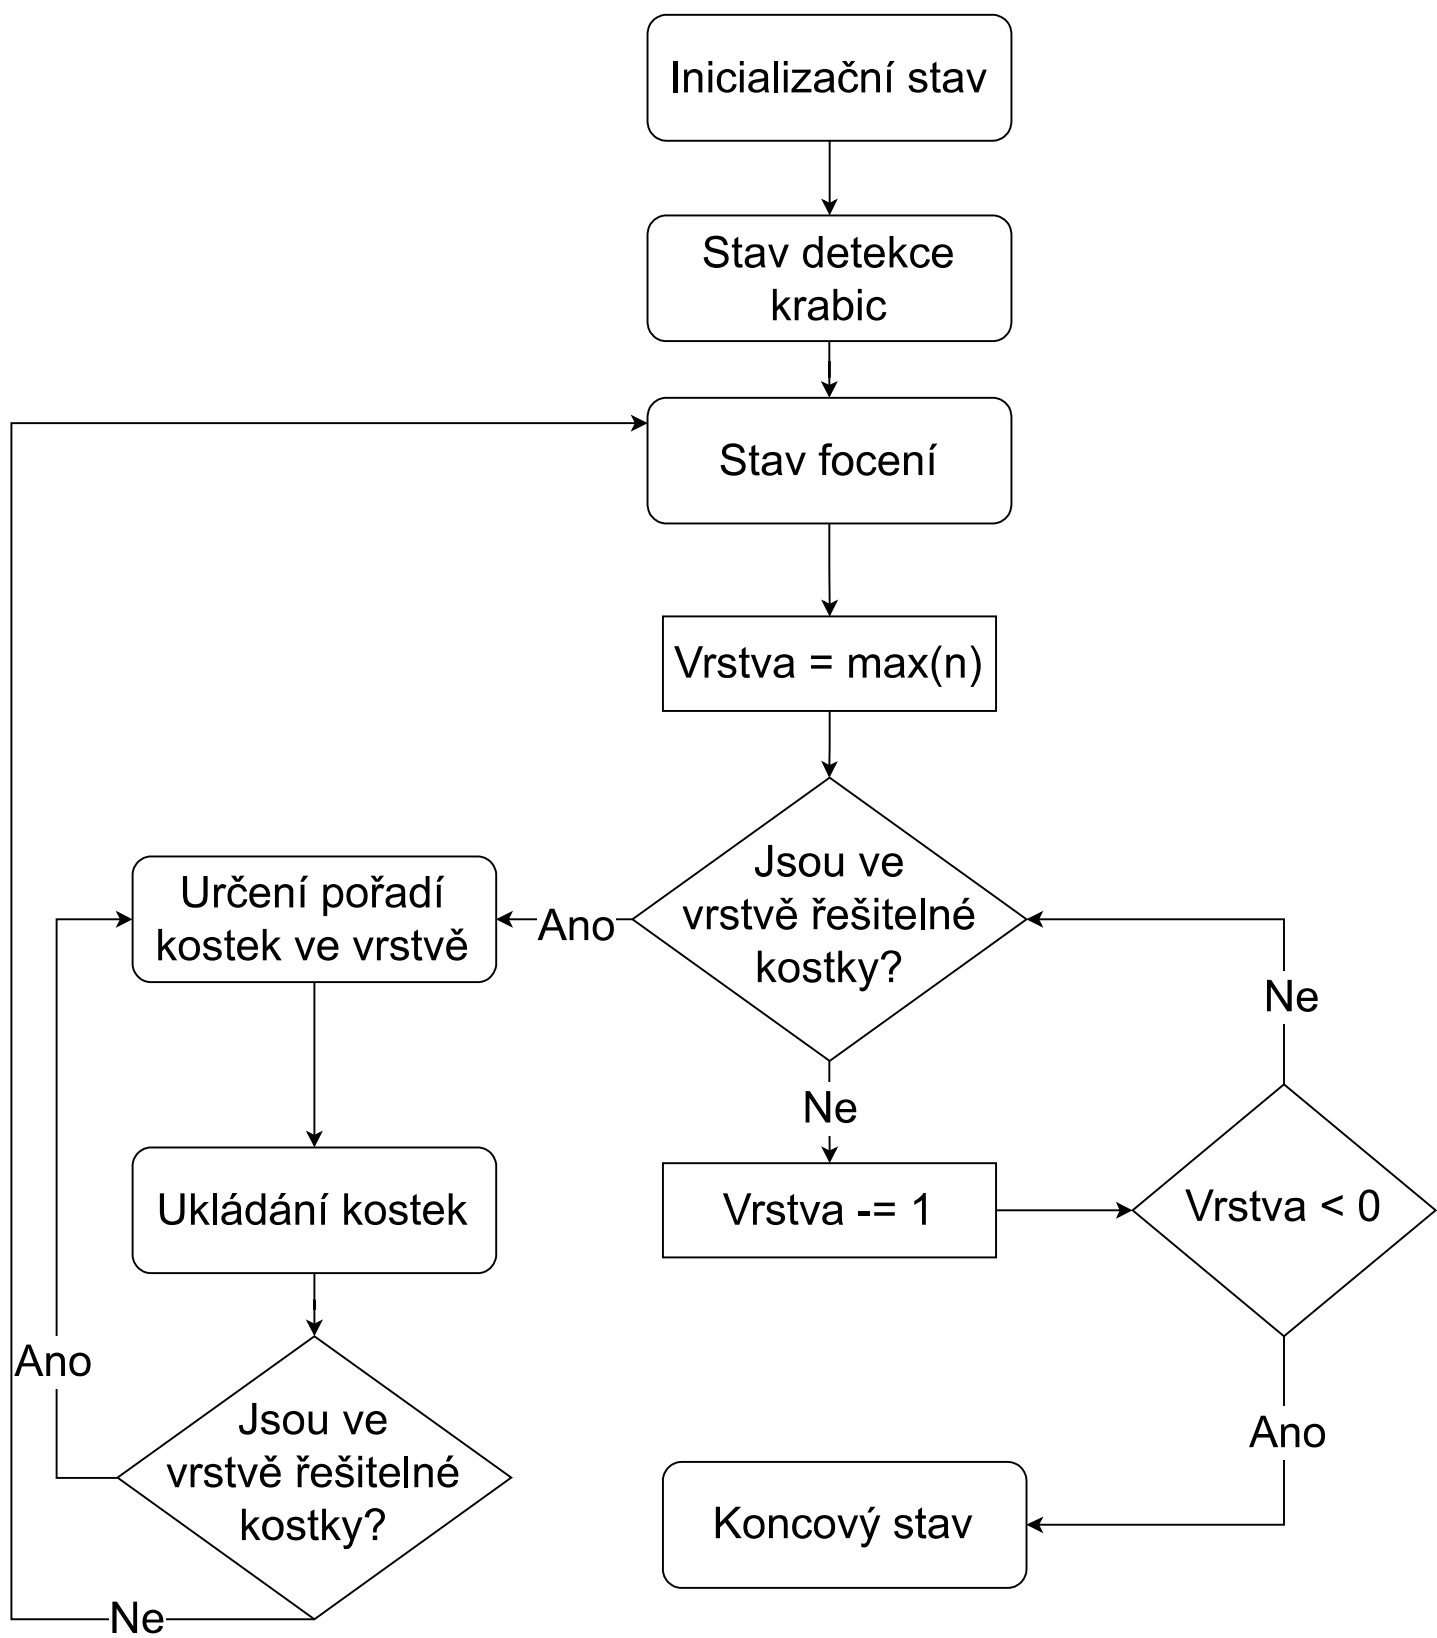 Inicializační stav
Stav detekce
krabic
Stav focení
Vrstva = max(n)
Jsou ve
vrstvě řešitelné
kostky?
Ano
Určení pořadí
kostek ve vrstvě
Ne
Ne
Ukládání kostek
Vrstva -= 1
Vrstva < 0
Ano
Jsou ve
vrstvě řešitelné
kostky?
Ano
Koncový stav
Ne